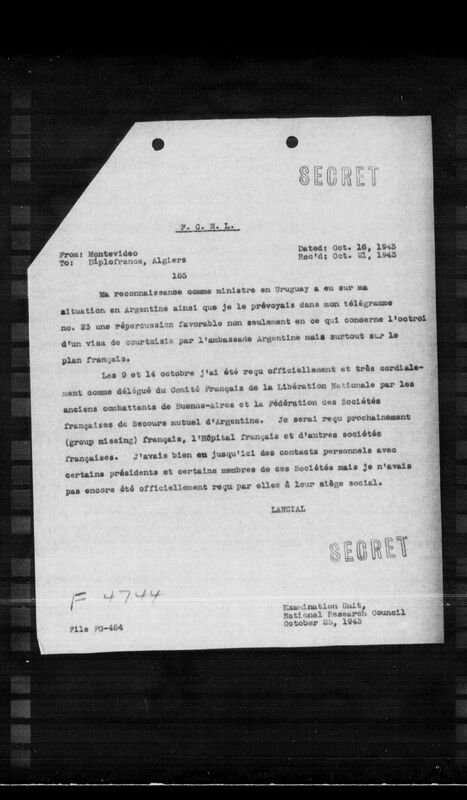 SECRET
F. C. N. L.
From: Montevideo
To: Diplofrance, Algiers
Dated: Oct. 16, 1943
Rec'd: Oct. 21, 1943
185
Ma reconnaissance comme ministre en Uruguay a eu sur ma
situation en Argentine ainsi que je le prévoyais dans mon télégramme
no. 23 une répercussion favorable non seulement en ce qui concerne l'octroi
d'un visa de courtoisie par l'ambassade Argentine mais surtout sur le
plan français.
Les 9 et 14 octobre j'ai été reçu officiellement et très cordiale-
ment comme délégué du Comité Français de la Libération Nationale par les
anciens combattants de Buenos-Aires et la Fédération des Sociétés
françaises de Secours mutuel d'Argentine. Je serai reçu prochainement
(group missing) français, l'Hôpital français et d'autres sociétés
françaises. J'avais bien eu jusqu'ici des contacts personnels avec
certains présidents et certains membres de ces Sociétés mais je n'avais
pas encore été officiellement reçu par elles à leur siège social.
LANCIAL
SECRET
F 4744
File FG-484
Examination Unit,
National Research Council
October 25, 1943